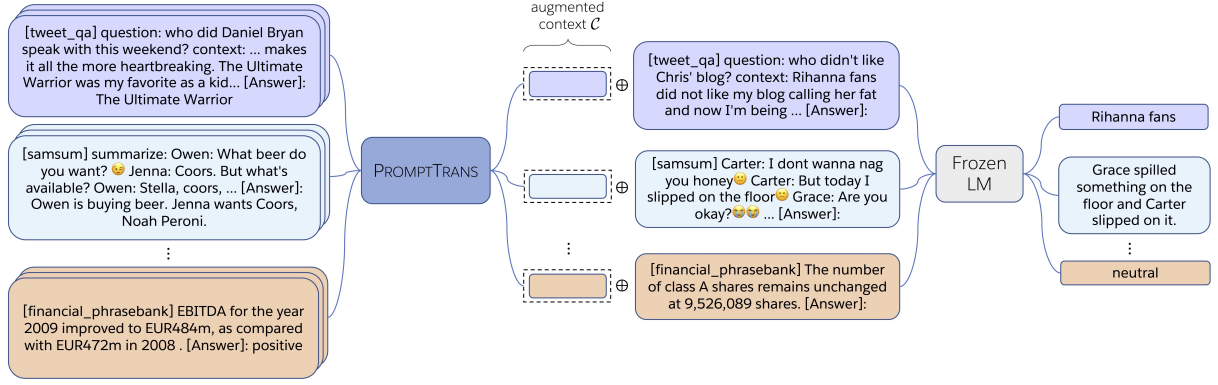 [tweet_qa] question: who did Daniel Bryan
speak with this weekend? context: ... makes
it all the more heartbreaking. The Ultimate
Warrior was my favorite as a kid... [Answer]:
The Ultimate Warrior
[samsum] summarize: Owen: What beer do
you want? 😉 Jenna: Coors. But what's
available? Owen: Stella, coors, ... [Answer]:
Owen is buying beer. Jenna wants Coors,
Noah Peroni.
⋮
[financial_phrasebank] EBITDA for the year
2009 improved to EUR484m, as compared
with EUR472m in 2008 . [Answer]: positive
PROMPTTRANS
augmented
context C
⊕
⊕
⋮
⊕
[tweet_qa] question: who didn't like
Chris' blog? context: Rihanna fans
did not like my blog calling her fat
and now I'm being ... [Answer]:
[samsum] Carter: I dont wanna nag
you honey😐 Carter: But today I
slipped on the floor😐 Grace: Are you
okay?😭😭 ... [Answer]:
[financial_phrasebank] The number
of class A shares remains unchanged
at 9,526,089 shares. [Answer]:
Frozen
LM
Rihanna fans
Grace spilled
something on the
floor and Carter
slipped on it.
⋮
neutral